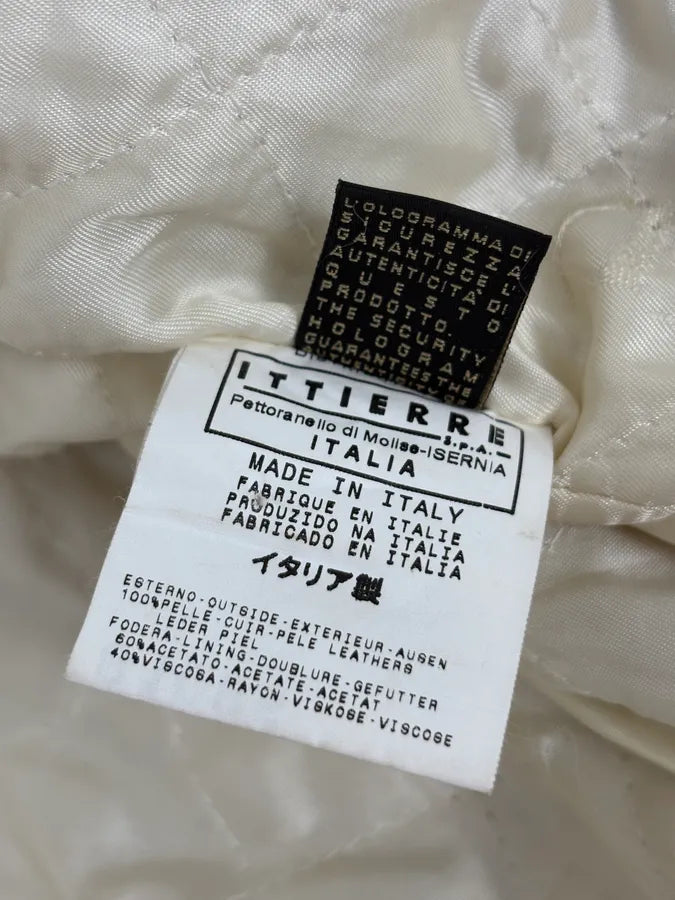 L'OLOGRAMMA DI
SICUREZZA
GARANTISCE L'
AUTENTICITÀ DI
QUESTO
PRODOTTO
THE SECURITY
HOLOGRAM
GUARANTEES THE
ITTIERRE
S.P.A.
Pettoranello di Molise-ISERNIA
ITALIA
MADE IN ITALY
FABRIQUE EN ITALIE
PRODUZIDO NA ITALIA
FABRICADO EN ITALIA
イタリア製
ESTERNO-OUTSIDE-EXTERIEUR-AUSEN
100%PELLE-CUIR-PELE LEATHERS
LEDER PIEL
FODERA-LINING-DOUBLURE-GEFUTTER
60%ACETATO-ACETATE-ACETAT
40%VISCOSA-RAYON-VISKOSE-VISCOSE